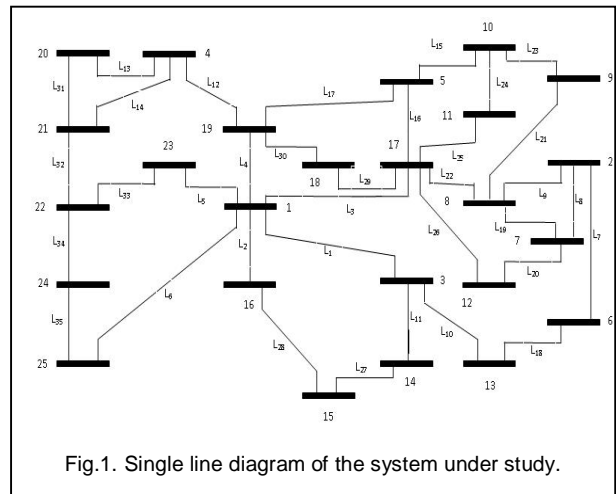 10
20
4
L15
L23
9
L13
5
L31
L12
L17
L24
L14
11
L16
21
19
17
L21
23
L32
L4
L30
L25
2
18
L29
L22
L9
L8
L33
L5
8
22
1
L3
L19
L7
7
L26
L34
L2
L1
L20
24
L6
16
3
12
6
L11
L10
L35
L28
L18
25
L27
14
13
15
Fig.1. Single line diagram of the system under study.